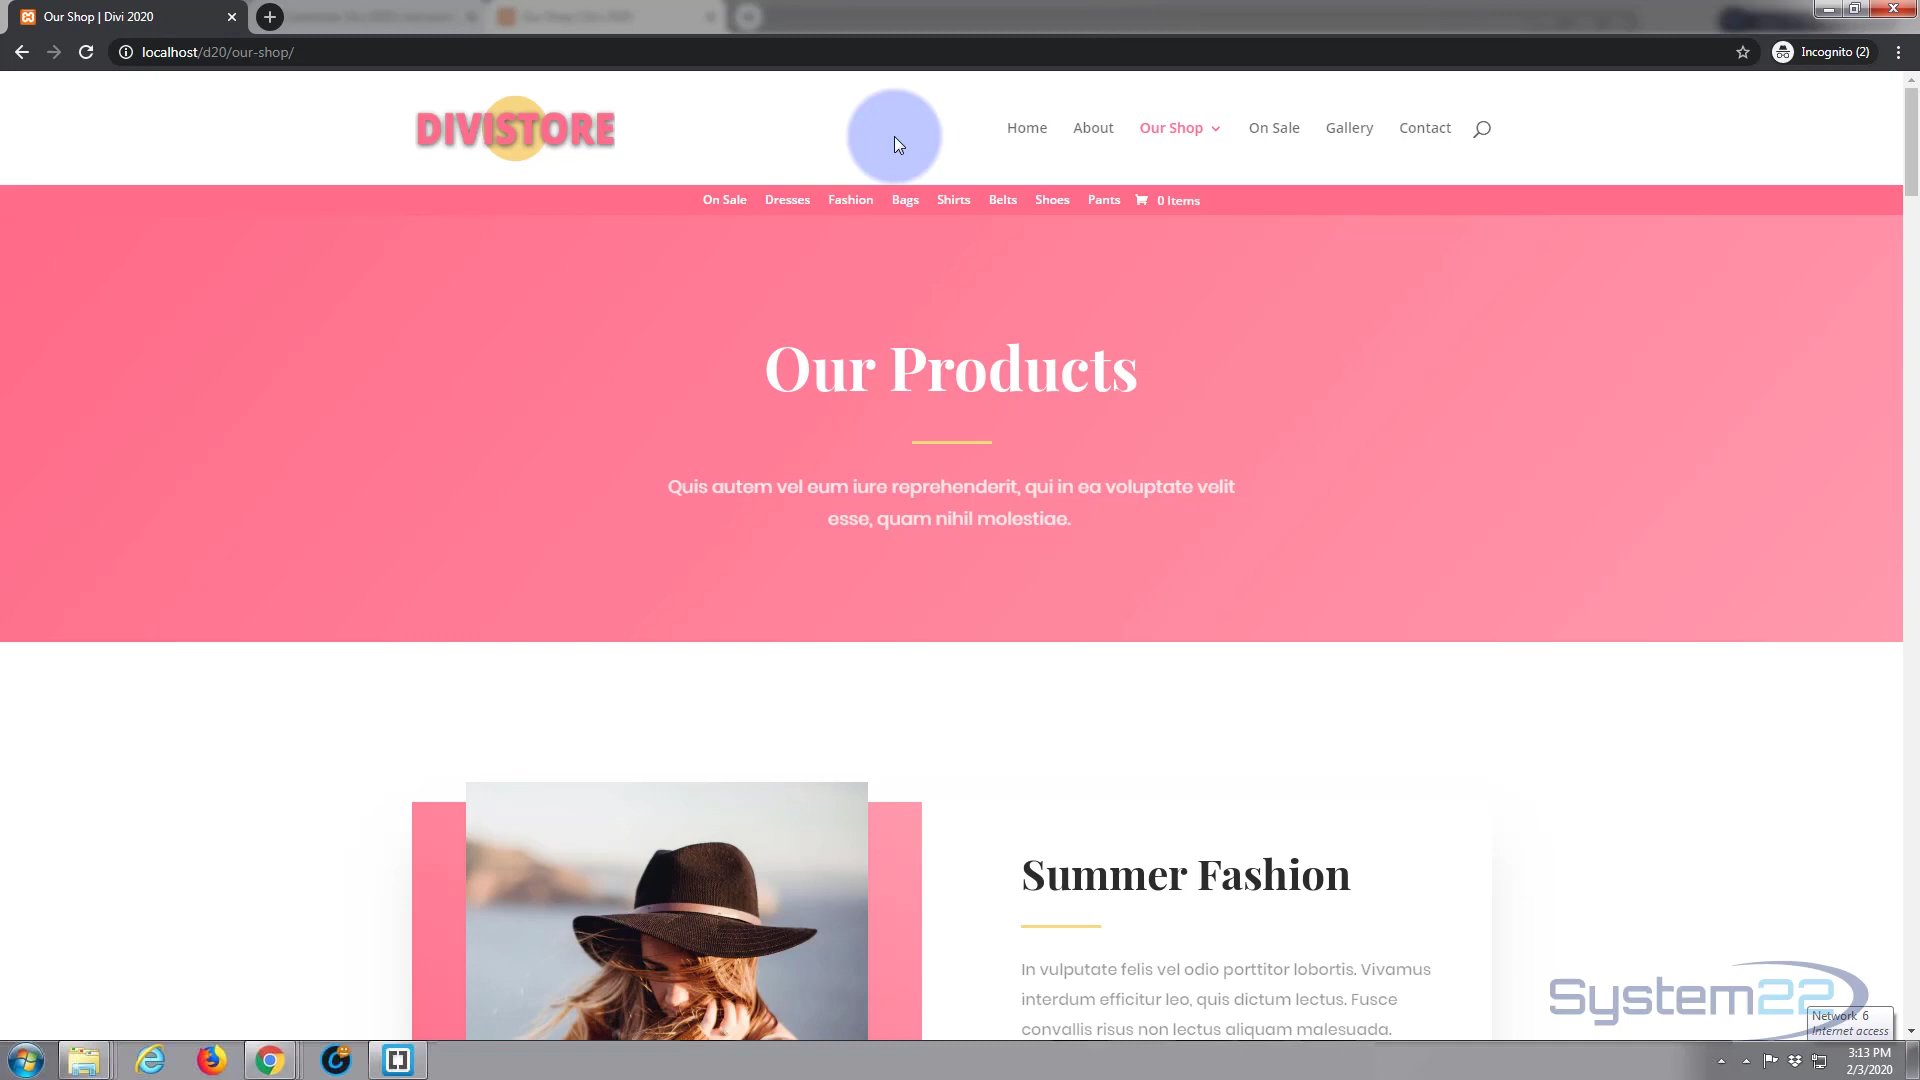 Our Shop | Divi 2020
localhost/d20/our-shop/
Incognito (2)
DIVISTORE
Home About Our Shop On Sale Gallery Contact
On Sale Dresses Fashion Bags Shirts Belts Shoes Pants 0 Items
Our Products
Quis autem vel eum iure reprehenderit, qui in ea voluptate velit
esse, quam nihil molestiae.
Summer Fashion
In vulputate felis vel odio porttitor lobortis. Vivamus
interdum efficitur leo, quis dictum lectus. Fusce
convallis risus non lectus aliquam malesuada.
System22
Network 6
Internet access
3:13 PM
2/3/2020